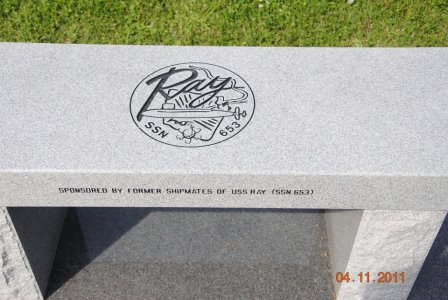 Ray
SSN 653
SPONSORED BY FORMER SHIPMATES OF USS RAY (SSN 653)
04.11.2011